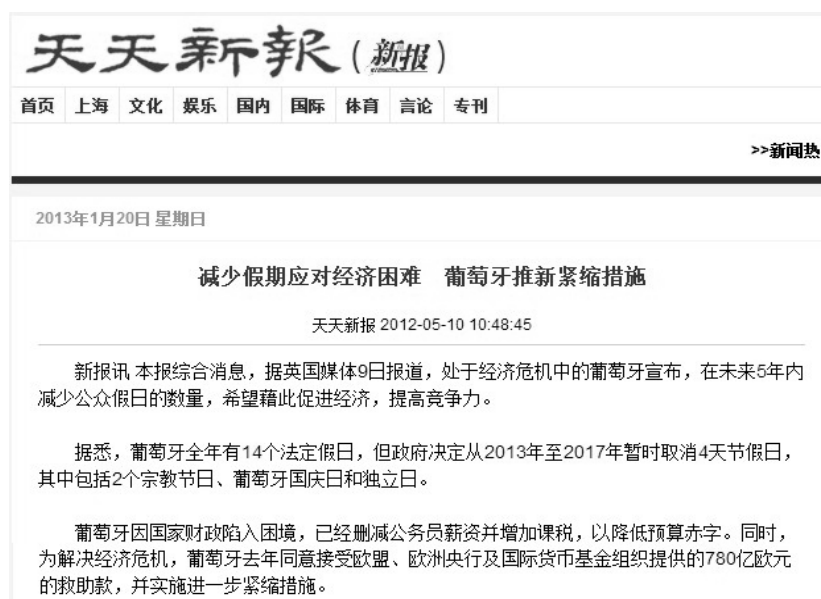 天天新報(新报)
首页 上海 文化 娱乐 国内 国际 体育 言论 专刊
>>新闻热
2013年1月20日 星期日
减少假期应对经济困难 葡萄牙推新紧缩措施
天天新报 2012-05-10 10:48:45
新报讯 本报综合消息，据英国媒体9日报道，处于经济危机中的葡萄牙宣布，在未来5年内
减少公众假日的数量，希望藉此促进经济，提高竞争力。
据悉，葡萄牙全年有14个法定假日，但政府决定从2013年至2017年暂时取消4天节假日，
其中包括2个宗教节日、葡萄牙国庆日和独立日。
葡萄牙因国家财政陷入困境，已经删减公务员薪资并增加课税，以降低预算赤字。同时，
为解决经济危机，葡萄牙去年同意接受欧盟、欧洲央行及国际货币基金组织提供的780亿欧元
的救助款，并实施进一步紧缩措施。